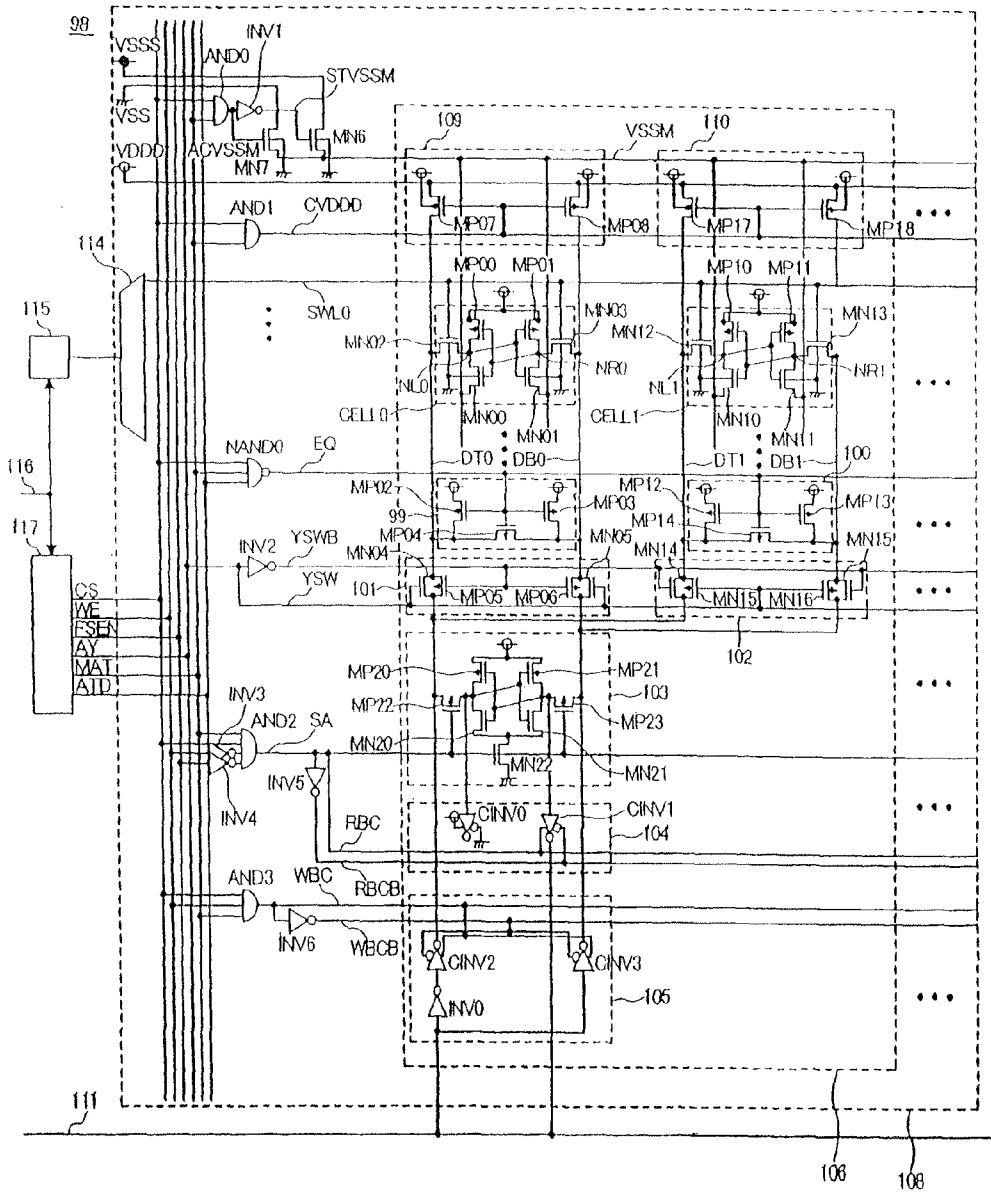 98
VSSS
INV1
AND0
STVSSM
VSS
MN6
VDDD
ACVSSM
MN7
109
VSSM
110
AND1
CVDDD
MP07
MP08
MP17
MP18
114
115
SWL0
MP00
MP01
MN03
MP10
MP11
MN13
MN02
MN12
NL0
NR0
NL1
NR1
CELL0
MN00
MN01
CELL1
MN10
MN11
NAND0
EQ
DT0
DB0
DT1
DB1
100
116
MP02
MP03
MP12
MP13
99
MP04
MP14
117
INV2
YSWB
MN04
MN05
MN14
MN15
YSW
101
MP05
MP06
MN15
MN16
102
CS
WE
FSEN
AY
MAT
ATD
MP20
MP21
103
MP22
MP23
INV3
AND2
SA
MN20
MN22
MN21
INV4
INV5
CINV0
CINV1
104
RBC
RBCB
AND3
WBC
INV6
WBCB
CINV2
CINV3
105
INV0
111
106
108